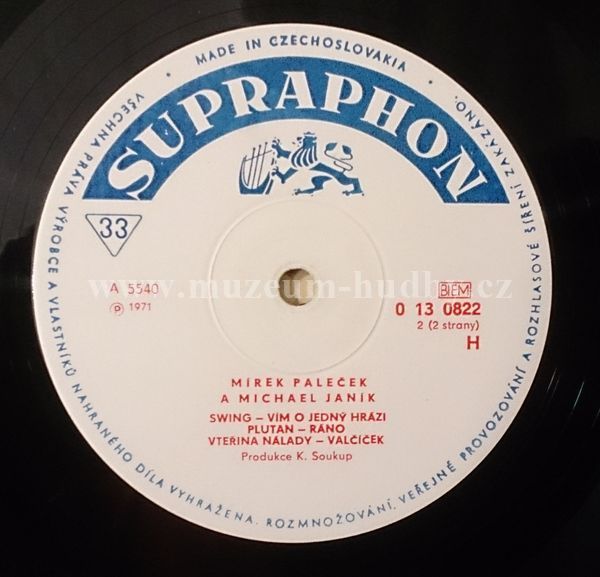 VŠECHNA PRÁVA VÝROBCE A VLASTNÍKŮ NAHRANÉHO DÍLA VYHRAŽENA. ROZMNOŽOVÁNÍ, VEŘEJNÉ PROVOZOVÁNÍ A ROZHLASOVÉ ŠÍŘENÍ ZAKÁZÁNO.
• MADE IN CZECHOSLOVAKIA •
SUPRAPHON
33
www.muzeum-hudby.cz
A 5540
Ⓟ 1971
BIEM
0 13 0822
2 (2 strany)
H
MÍREK PALEČEK
A MICHAEL JANÍK
SWING – VÍM O JEDNÝ HRÁZI
PLUTAN – RÁNO
VTEŘINA NÁLADY – VALČÍČEK
Produkce K. Soukup